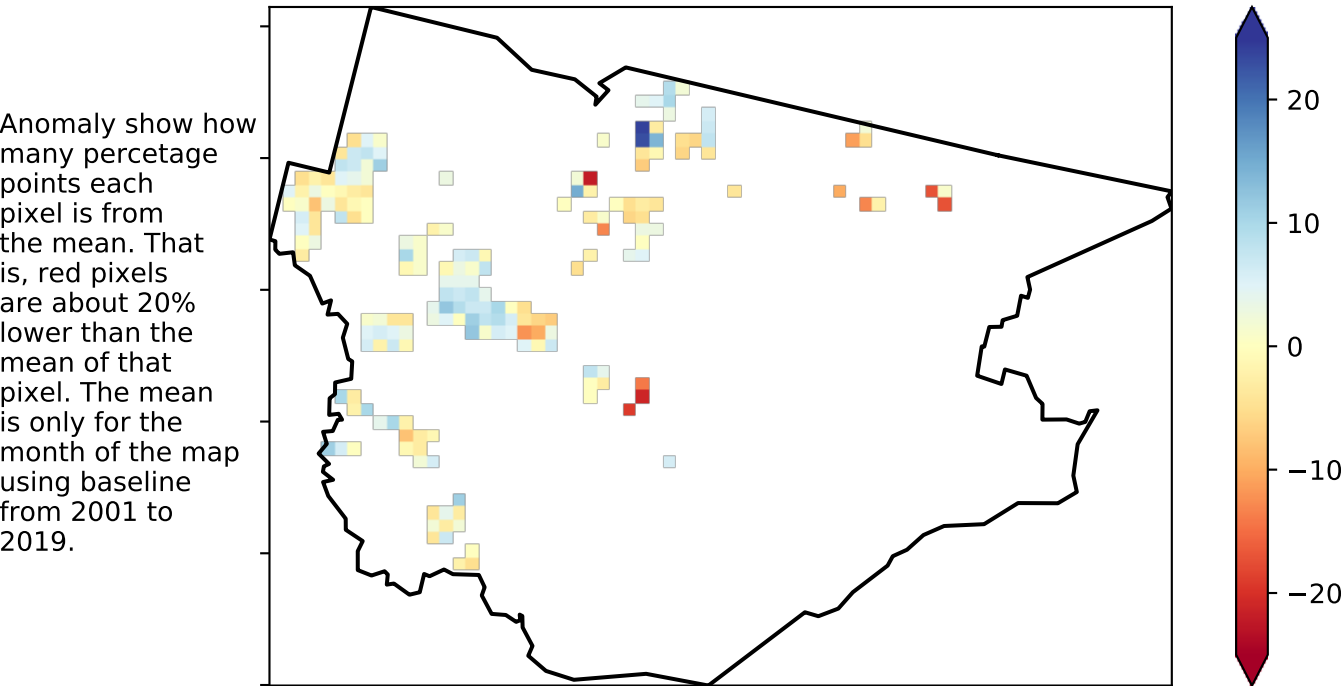 Anomaly show how
many percetage
points each
pixel is from
the mean. That
is, red pixels
are about 20%
lower than the
mean of that
pixel. The mean
is only for the
month of the map
using baseline
from 2001 to
2019.
20
10
0
−10
−20